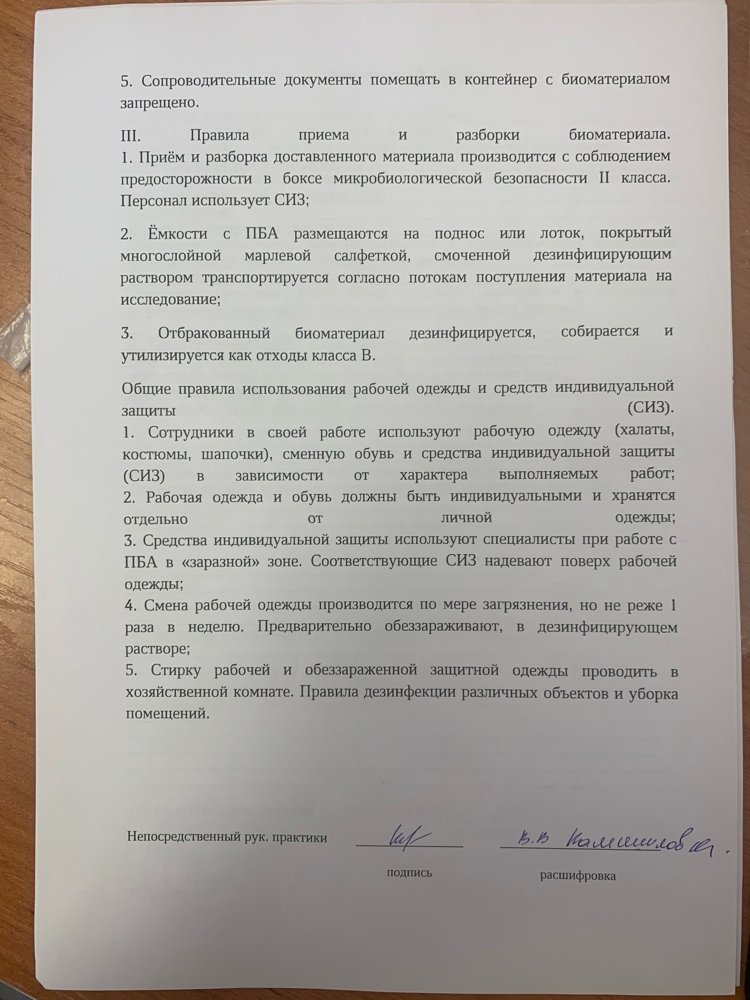 5. Сопроводительные документы помещать в контейнер с биоматериалом
запрещено.
III. Правила приема и разборки биоматериала.
1. Приём и разборка доставленного материала производится с соблюдением
предосторожности в боксе микробиологической безопасности II класса.
Персонал использует СИЗ;
2. Ёмкости с ПБА размещаются на поднос или лоток, покрытый
многослойной марлевой салфеткой, смоченной дезинфицирующим
раствором транспортируется согласно потокам поступления материала на
исследование;
3. Отбракованный биоматериал дезинфицируется, собирается и
утилизируется как отходы класса В.
Общие правила использования рабочей одежды и средств индивидуальной
защиты (СИЗ).
1. Сотрудники в своей работе используют рабочую одежду (халаты,
костюмы, шапочки), сменную обувь и средства индивидуальной защиты
(СИЗ) в зависимости от характера выполняемых работ;
2. Рабочая одежда и обувь должны быть индивидуальными и хранятся
отдельно от личной одежды;
3. Средства индивидуальной защиты используют специалисты при работе с
ПБА в «заразной» зоне. Соответствующие СИЗ надевают поверх рабочей
одежды;
4. Смена рабочей одежды производится по мере загрязнения, но не реже 1
раза в неделю. Предварительно обеззараживают, в дезинфицирующем
растворе;
5. Стирку рабочей и обеззараженной защитной одежды проводить в
хозяйственной комнате. Правила дезинфекции различных объектов и уборка
помещений.
Непосредственный рук. практики В.В
подпись расшифровка